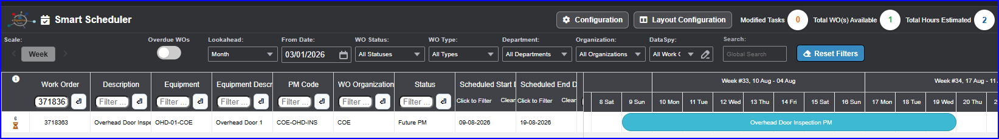 Smart Scheduler
Configuration
Layout Configuration
Modified Tasks 0
Total WO(s) Available 1
Total Hours Estimated 2
Scale:
Week
Overdue WOs
Lookahead:
Month
From Date:
03/01/2026
WO Status:
All Statuses
WO Type:
All Types
Department:
All Departments
Organization:
All Organizations
DataSpy:
All Work
Search:
Global Search
Reset Filters
Work Order Description Equipment Equipment Descr PM Code WO Organization Status Scheduled Start D Scheduled End D
Week #33, 10 Aug - 04 Aug
Week #34, 17 Aug - 11
3718363 Filter ... Filter ... Filter ... Filter ... Filter ... Filter ... Click to Filter Clear Click to Filter Clear
8 Sat 9 Sun 10 Mon 11 Tue 12 Wed 13 Thu 14 Fri 15 Sat 16 Sun 17 Mon 18 Tue 19 Wed 20 Thu 2
6
3718363 Overhead Door Inspe OHD-01-COE Overhead Door 1 COE-OHD-INS COE Future PM 09-08-2026 19-08-2026
Overhead Door Inspection PM